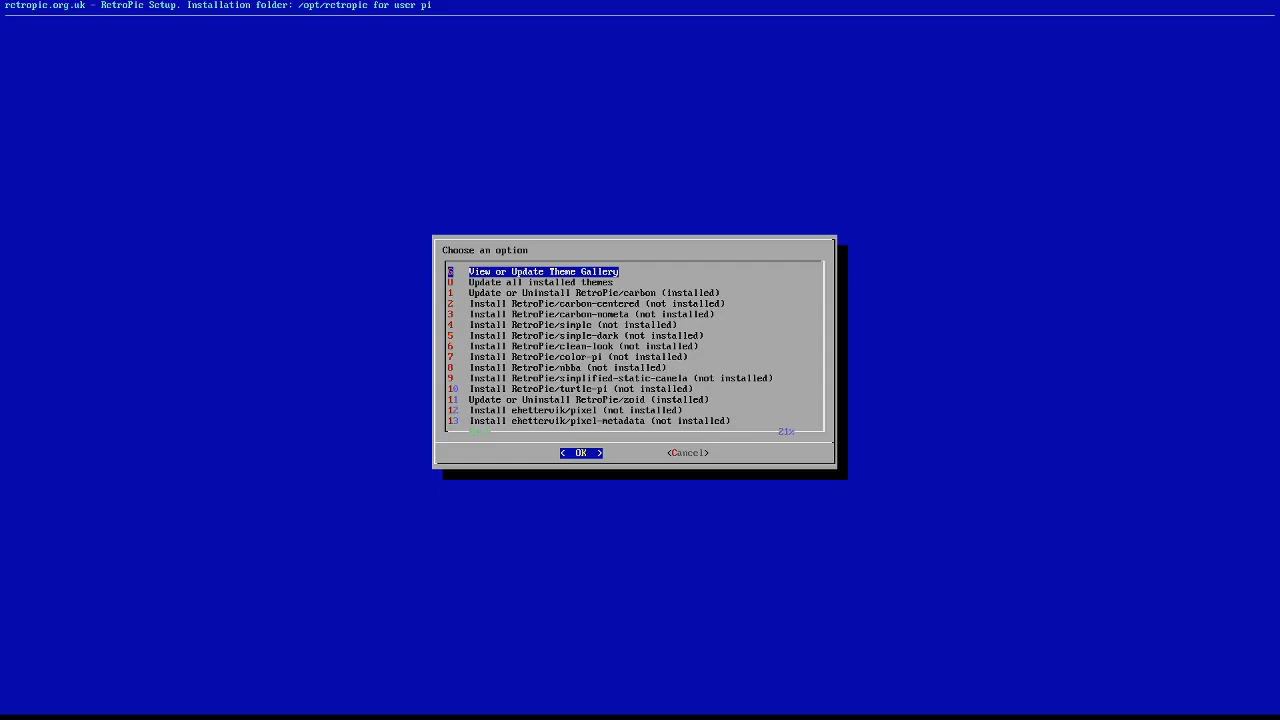 retropie.org.uk - RetroPie Setup. Installation folder: /opt/retropie for user pi
Choose an option
G View or Update Theme Gallery
U Update all installed themes
1 Update or Uninstall RetroPie/carbon (installed)
2 Install RetroPie/carbon-centered (not installed)
3 Install RetroPie/carbon-nometa (not installed)
4 Install RetroPie/simple (not installed)
5 Install RetroPie/simple-dark (not installed)
6 Install RetroPie/clean-look (not installed)
7 Install RetroPie/color-pi (not installed)
8 Install RetroPie/nbba (not installed)
9 Install RetroPie/simplified-static-canela (not installed)
10 Install RetroPie/turtle-pi (not installed)
11 Update or Uninstall RetroPie/zoid (installed)
12 Install ehettervik/pixel (not installed)
13 Install ehettervik/pixel-metadata (not installed)
21%
< OK > <Cancel>